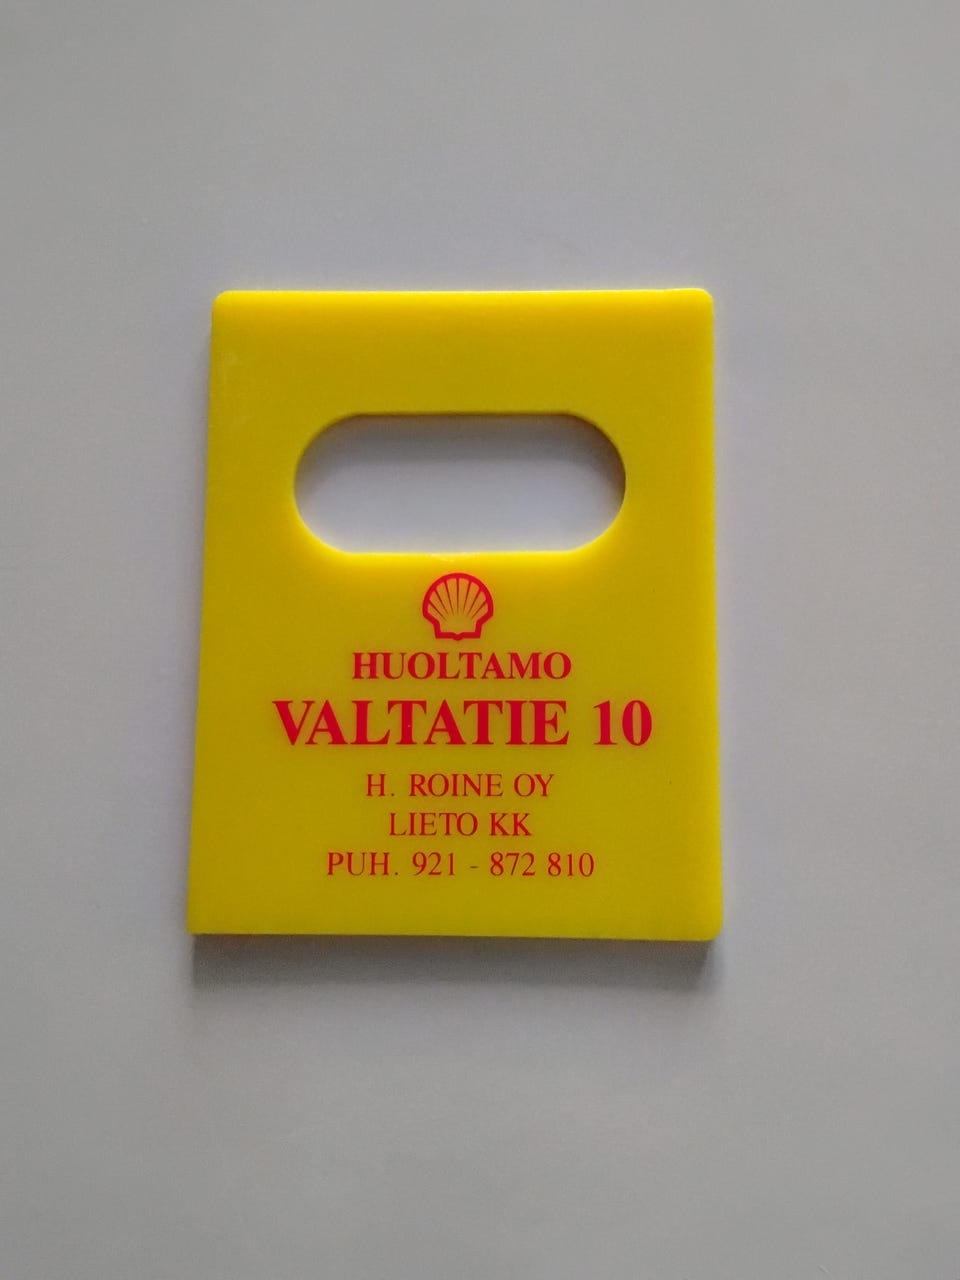 HUOLTAMO
VALTATIE 10
H. ROINE OY
LIETO KK
PUH. 921 - 872 810